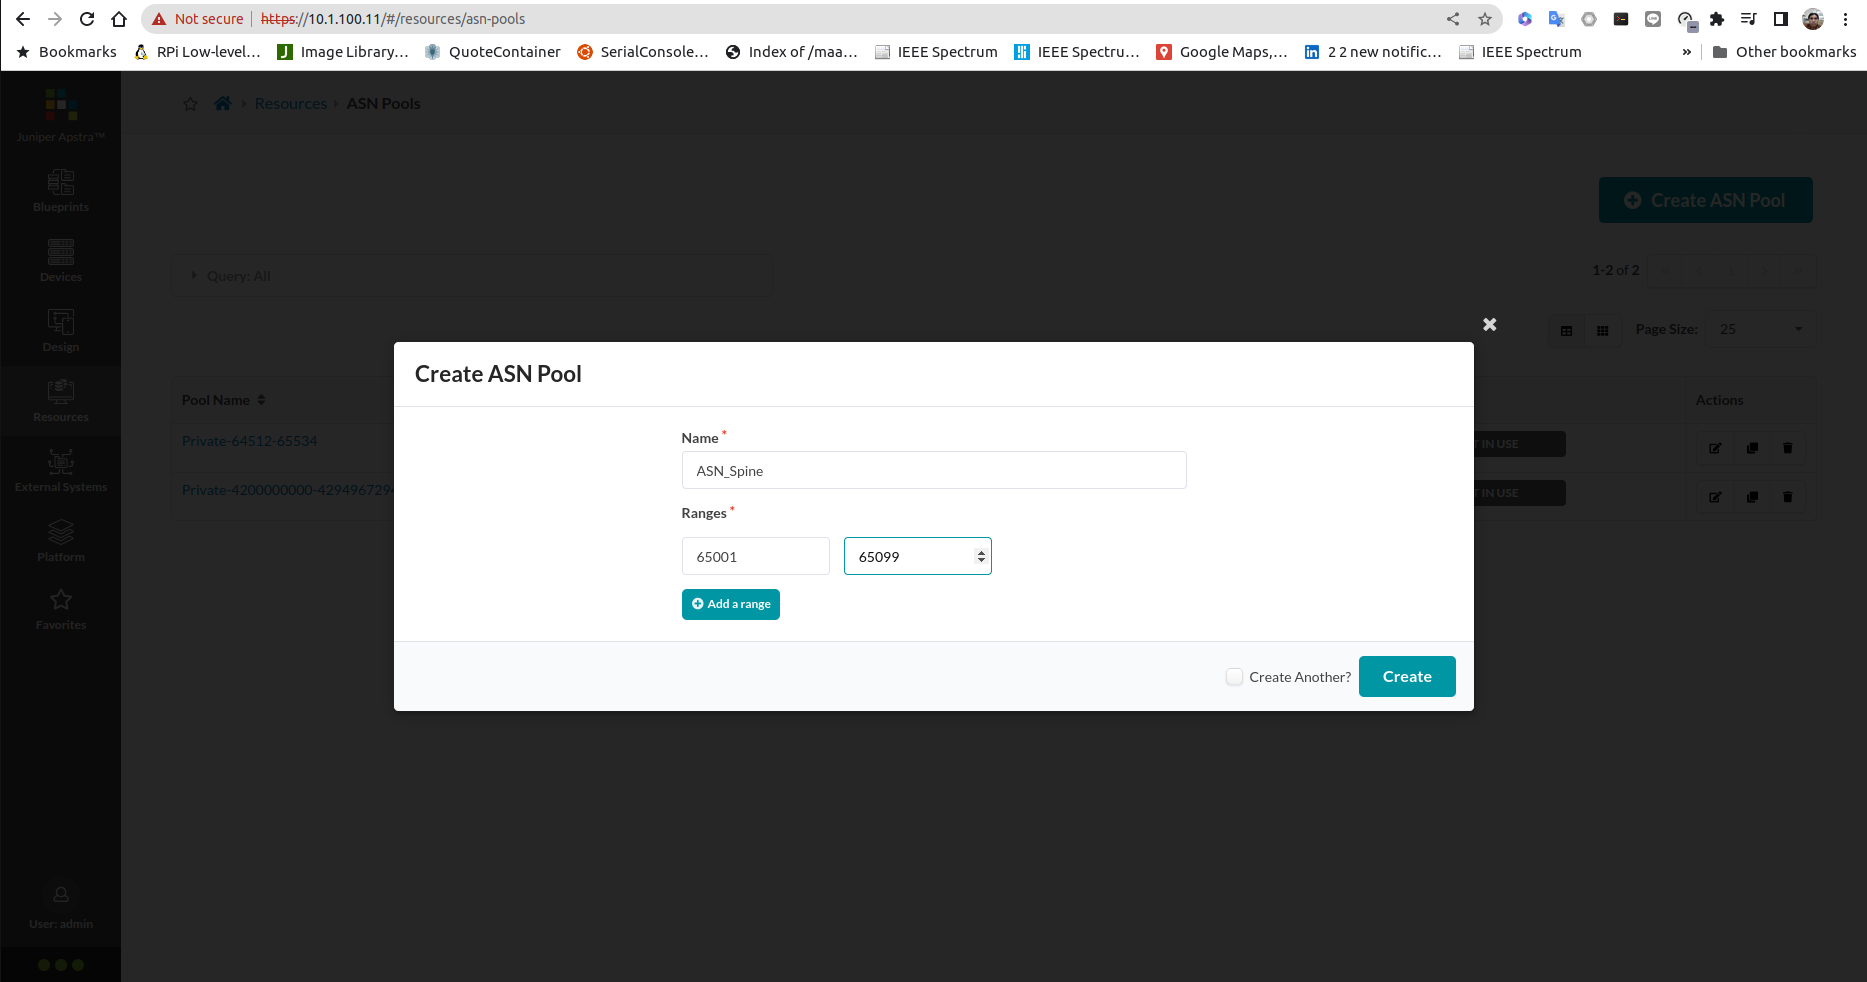 Not secure https://10.1.100.11/#/resources/asn-pools
Bookmarks RPi Low-level... Image Library... QuoteContainer SerialConsole... Index of /maa... IEEE Spectrum IEEE Spectru... Google Maps,... 2 2 new notific... IEEE Spectrum » Other bookmarks
Juniper Apstra™
Resources ASN Pools
Blueprints
Create ASN Pool
Devices
Query: All
1-2 of 2
Design
Page Size: 25
Create ASN Pool
Pool Name
Actions
Resources
Name *
Private-64512-65534
T IN USE
ASN_Spine
External Systems
Private-4200000000-429496729
T IN USE
Ranges *
65001 65099
Platform
Add a range
Favorites
Create Another? Create
User: admin